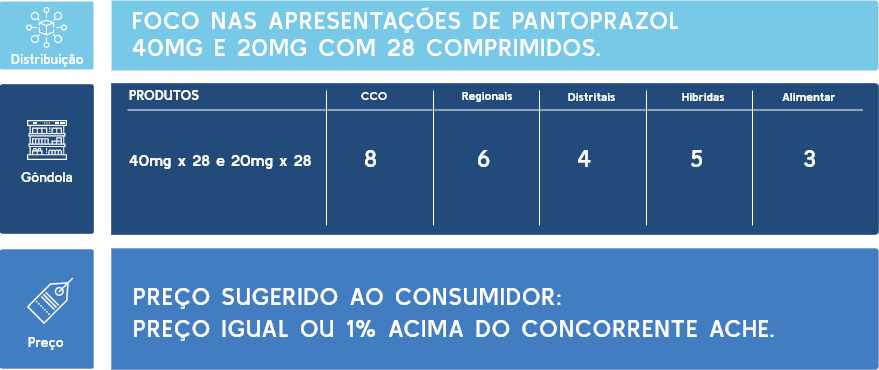 FOCO NAS APRESENTAÇÕES DE PANTOPRAZOL
40MG E 20MG COM 28 COMPRIMIDOS.
Distribuição
PRODUTOS CCO Regionais Distritais Hibridas Alimentar
40mg x 28 e 20mg x 28 8 6 4 5 3
Gôndola
PREÇO SUGERIDO AO CONSUMIDOR:
PREÇO IGUAL OU 1% ACIMA DO CONCORRENTE ACHE.
Preço